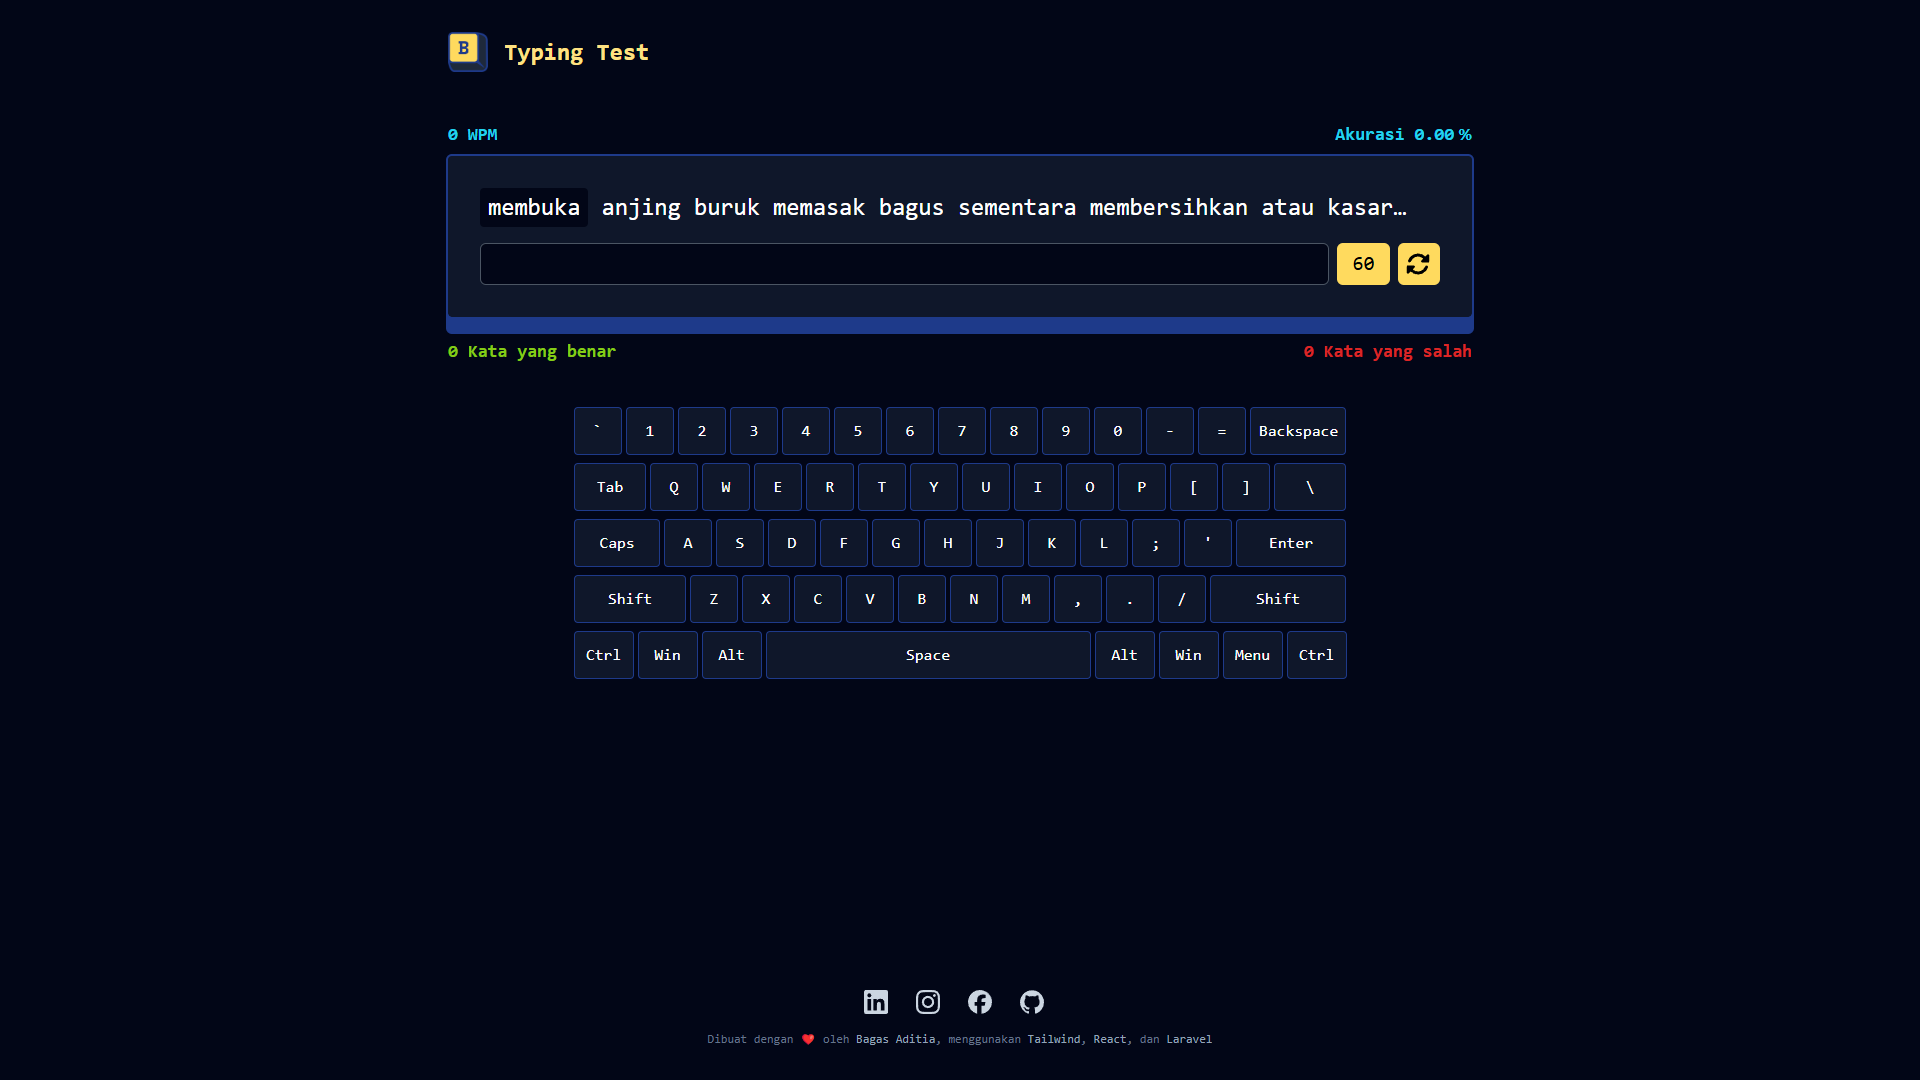 B Typing Test
0 WPM Akurasi 0.00 %
membuka anjing buruk memasak bagus sementara membersihkan atau kasar…
60
0 Kata yang benar 0 Kata yang salah
` 1 2 3 4 5 6 7 8 9 0 - = Backspace
Tab Q W E R T Y U I O P [ ] \
Caps A S D F G H J K L ; ' Enter
Shift Z X C V B N M , . / Shift
Ctrl Win Alt Space Alt Win Menu Ctrl
Dibuat dengan ❤️ oleh Bagas Aditia, menggunakan Tailwind, React, dan Laravel